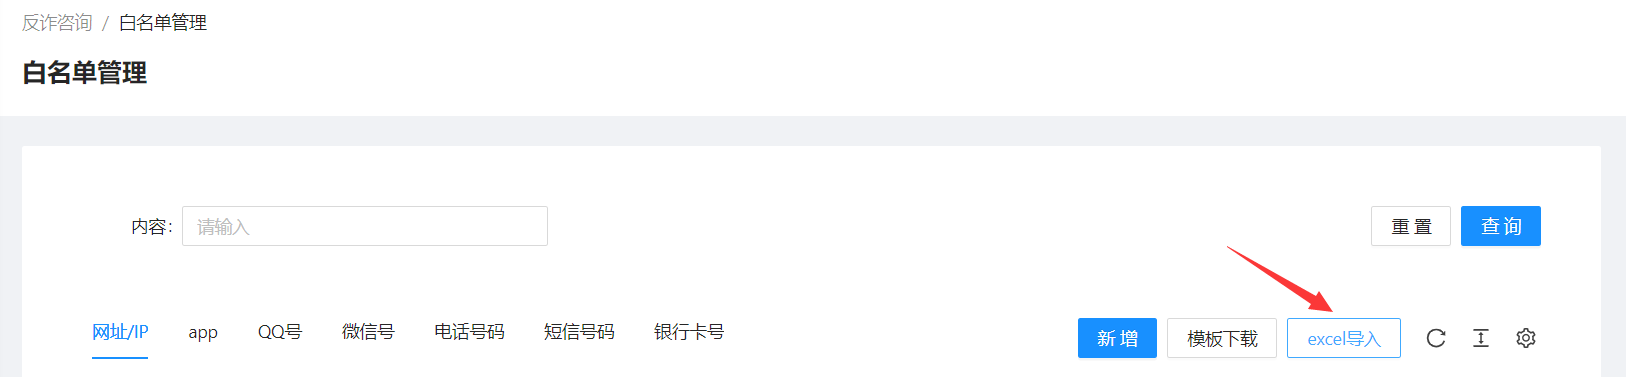 反诈咨询 / 白名单管理
白名单管理
内容: 请输入 重 置 查 询
网址/IP app QQ号 微信号 电话号码 短信号码 银行卡号 新 增 模板下载 excel导入